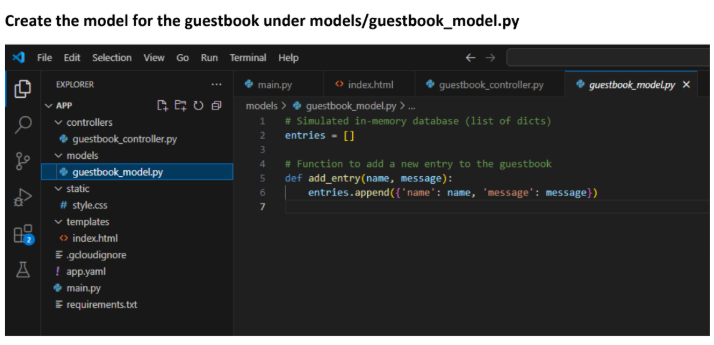 Create the model for the guestbook under models/guestbook_model.py
File Edit Selection View Go Run Terminal Help
EXPLORER ···
main.py index.html guestbook_controller.py guestbook_model.py
APP
models > guestbook_model.py > ...
controllers
guestbook_controller.py
models
guestbook_model.py
static
# style.css
templates
<> index.html
.gcloudignore
! app.yaml
main.py
requirements.txt
2
1 # Simulated in-memory database (list of dicts)
2 entries = []
3
4 # Function to add a new entry to the guestbook
5 def add_entry(name, message):
6 entries.append({'name': name, 'message': message})
7